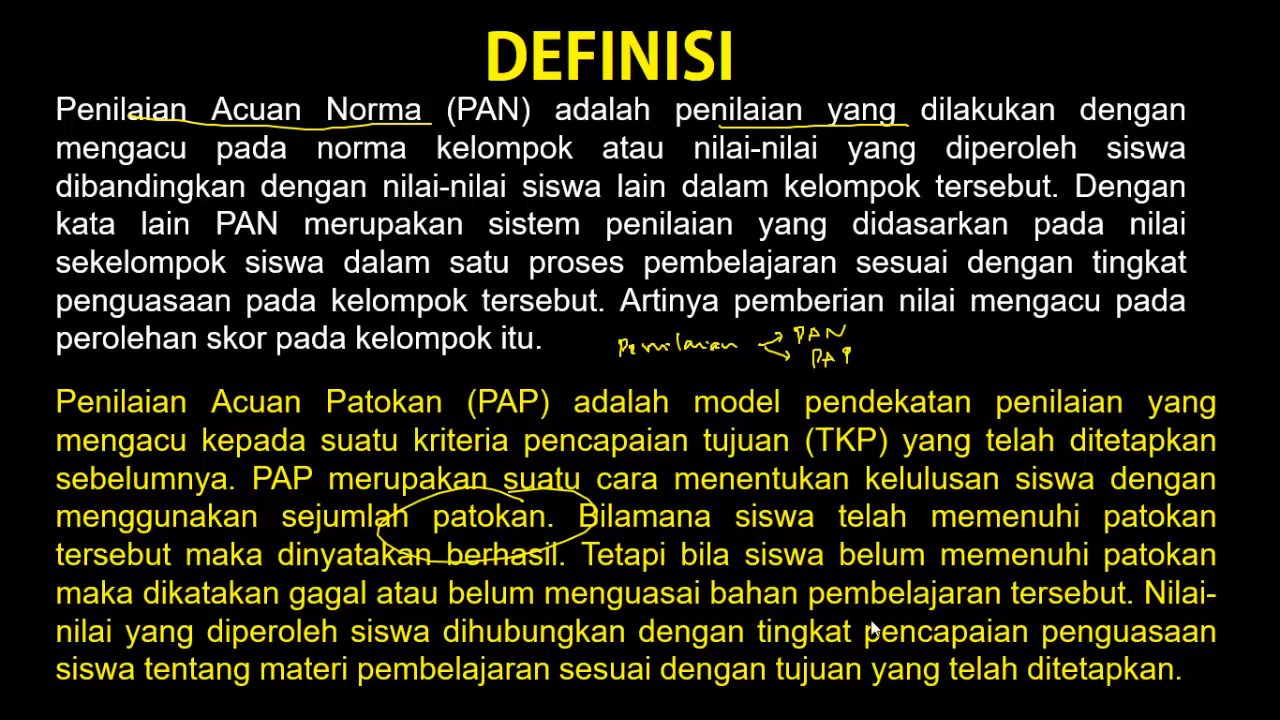 DEFINISI
Penilaian Acuan Norma (PAN) adalah penilaian yang dilakukan dengan
mengacu pada norma kelompok atau nilai-nilai yang diperoleh siswa
dibandingkan dengan nilai-nilai siswa lain dalam kelompok tersebut. Dengan
kata lain PAN merupakan sistem penilaian yang didasarkan pada nilai
sekelompok siswa dalam satu proses pembelajaran sesuai dengan tingkat
penguasaan pada kelompok tersebut. Artinya pemberian nilai mengacu pada
perolehan skor pada kelompok itu.
Penilaian PAN
PAP
Penilaian Acuan Patokan (PAP) adalah model pendekatan penilaian yang
mengacu kepada suatu kriteria pencapaian tujuan (TKP) yang telah ditetapkan
sebelumnya. PAP merupakan suatu cara menentukan kelulusan siswa dengan
menggunakan sejumlah patokan. Bilamana siswa telah memenuhi patokan
tersebut maka dinyatakan berhasil. Tetapi bila siswa belum memenuhi patokan
maka dikatakan gagal atau belum menguasai bahan pembelajaran tersebut. Nilai-
nilai yang diperoleh siswa dihubungkan dengan tingkat pencapaian penguasaan
siswa tentang materi pembelajaran sesuai dengan tujuan yang telah ditetapkan.